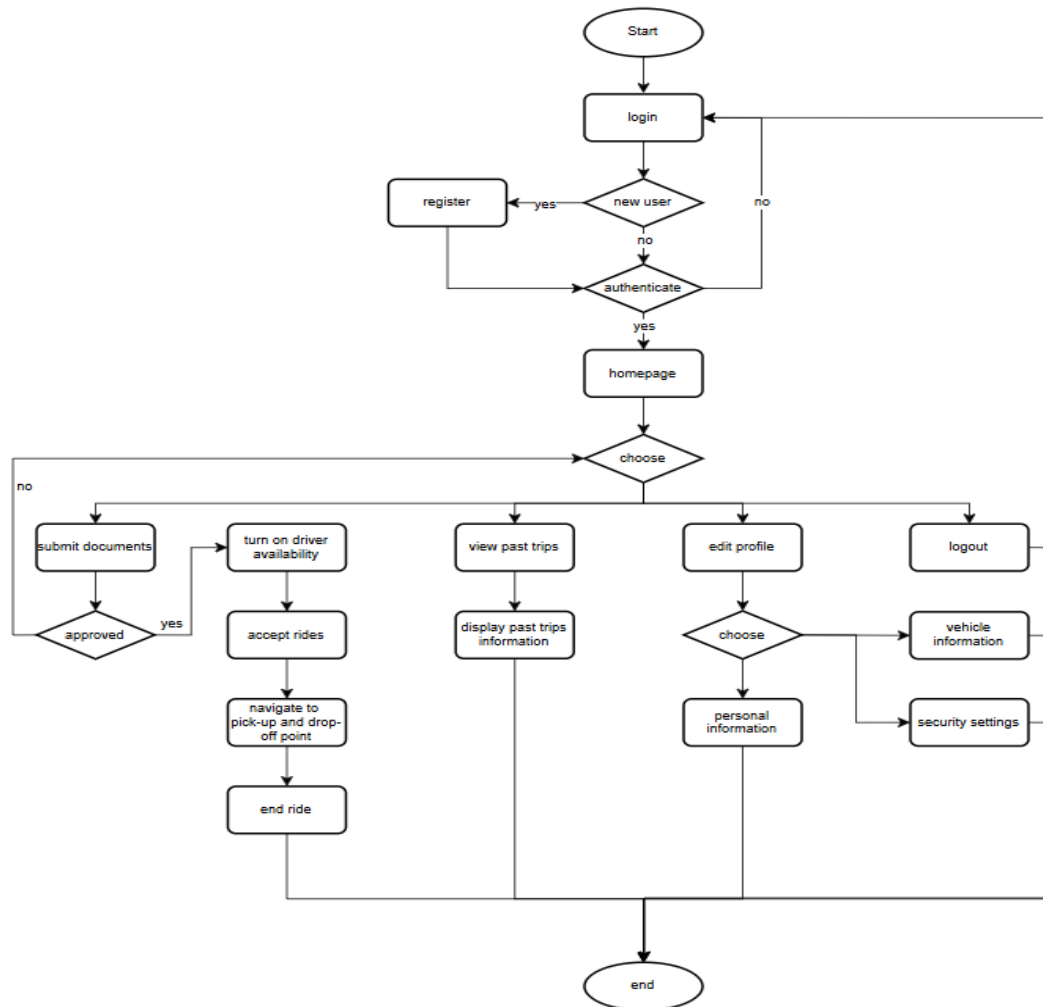 Start
login
register
yes
new user
no
no
authenticate
yes
homepage
choose
no
submit documents
turn on driver
availability
view past trips
edit profile
logout
approved
yes
accept rides
display past trips
information
choose
vehicle
information
navigate to
pick-up and drop-
off point
personal
information
security settings
end ride
end